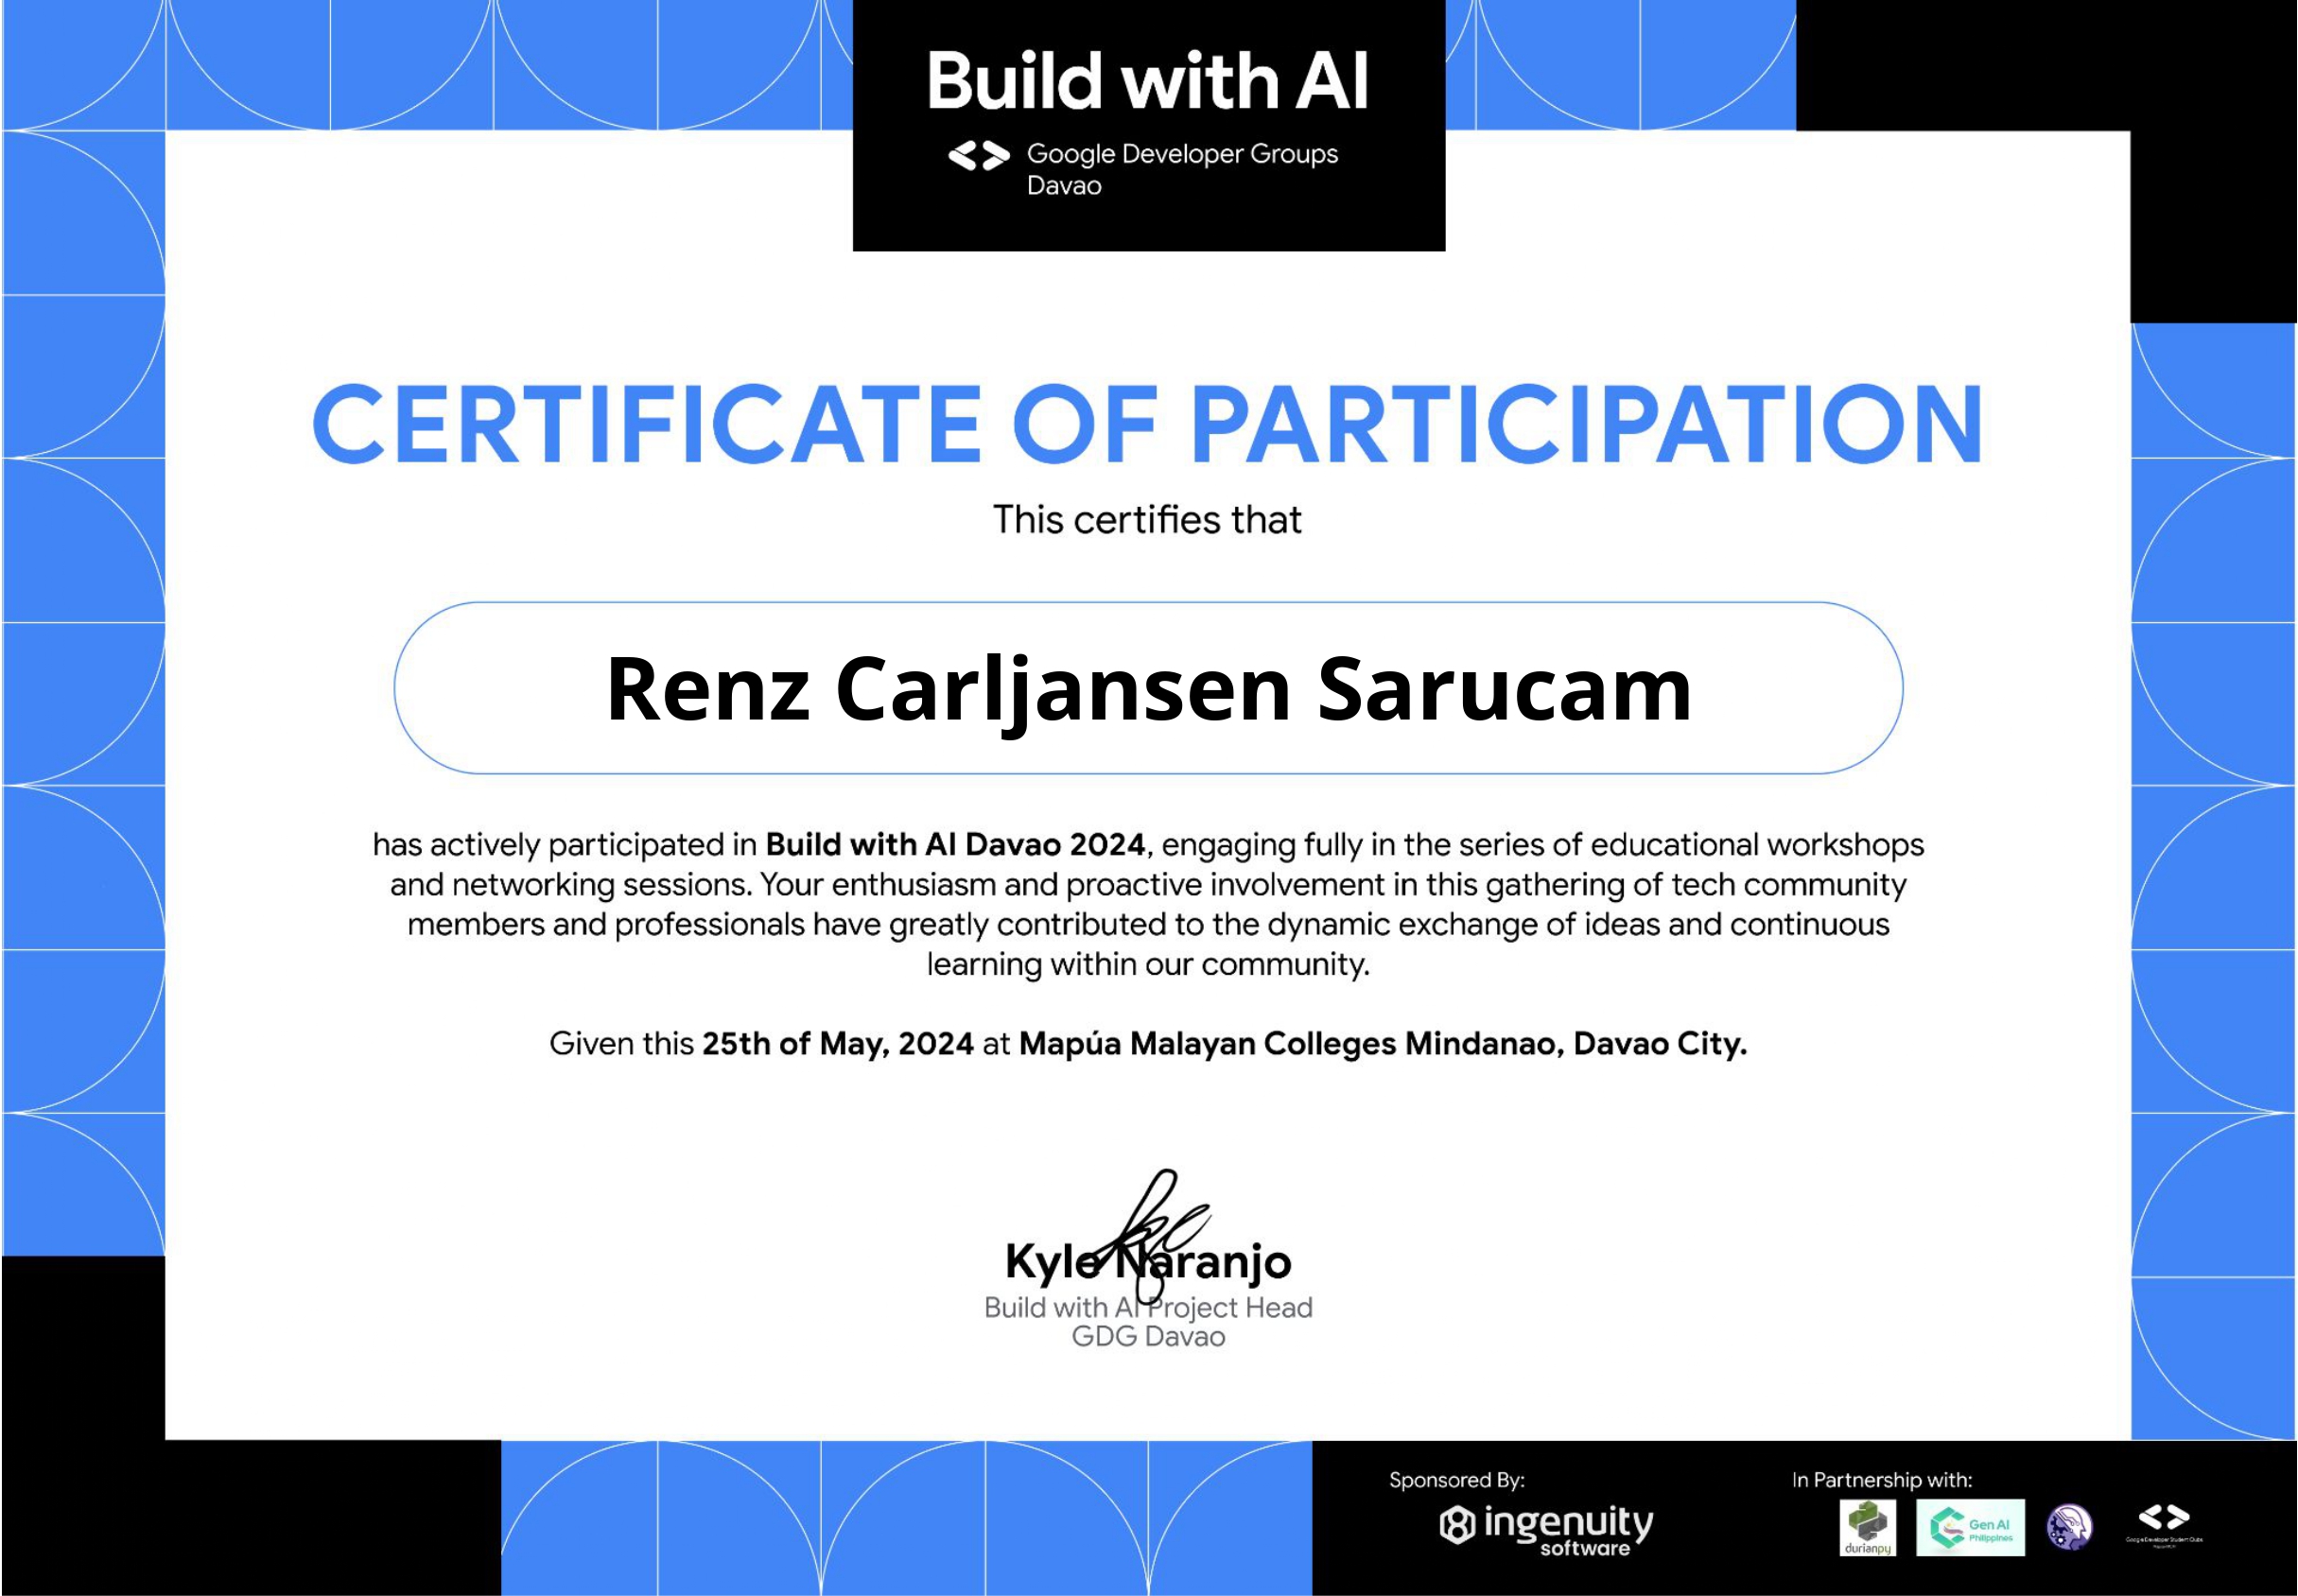 Build with AI
Google Developer Groups
Davao
CERTIFICATE OF PARTICIPATION
This certifies that
Renz Carljansen Sarucam
has actively participated in Build with AI Davao 2024, engaging fully in the series of educational workshops
and networking sessions. Your enthusiasm and proactive involvement in this gathering of tech community
members and professionals have greatly contributed to the dynamic exchange of ideas and continuous
learning within our community.
Given this 25th of May, 2024 at Mapúa Malayan Colleges Mindanao, Davao City.
Kyle Naranjo
Build with AI Project Head
GDG Davao
Sponsored By:
ingenuity
software
In Partnership with:
durianpy
Gen AI
Philippines
Google Developer Student Clubs